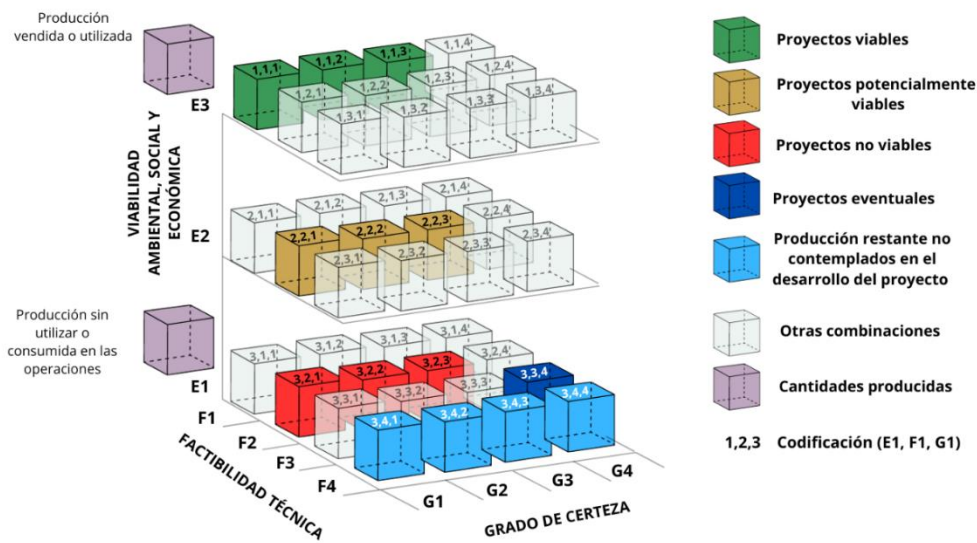 Producción
vendida o utilizada
VIABILIDAD
AMBIENTAL, SOCIAL Y
ECONÓMICA
E3
1,1,1
1,1,2
1,1,3
1,1,4
1,2,1
1,2,2
1,2,3
1,2,4
1,3,1
1,3,2
1,3,3
1,3,4
E2
2,1,1
2,1,2
2,1,3
2,1,4
2,2,1
2,2,2
2,2,3
2,2,4
2,3,1
2,3,2
2,3,3
2,3,4
Producción sin
utilizar o
consumida en las
operaciones
E1
3,1,1
3,1,2
3,1,3
3,1,4
3,2,1
3,2,2
3,2,3
3,2,4
3,3,1
3,3,2
3,3,3
3,3,4
3,4,1
3,4,2
3,4,3
3,4,4
F1
F2
F3
F4
FACTIBILIDAD TÉCNICA
G1
G2
G3
G4
GRADO DE CERTEZA
Proyectos viables
Proyectos potencialmente
viables
Proyectos no viables
Proyectos eventuales
Producción restante no
contemplados en el
desarrollo del proyecto
Otras combinaciones
Cantidades producidas
1,2,3 Codificación (E1, F1, G1)